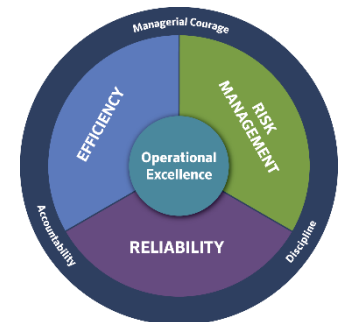 Managerial Courage
EFFICIENCY
RISK
MANAGEMENT
Operational
Excellence
RELIABILITY
Accountability
Discipline